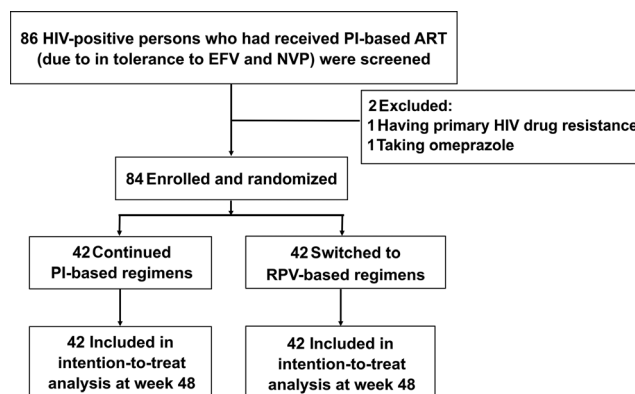 86 HIV-positive persons who had received PI-based ART
(due to in tolerance to EFV and NVP) were screened
2 Excluded:
1 Having primary HIV drug resistance
1 Taking omeprazole
84 Enrolled and randomized
42 Continued
PI-based regimens
42 Switched to
RPV-based regimens
42 Included in
intention-to-treat
analysis at week 48
42 Included in
intention-to-treat
analysis at week 48